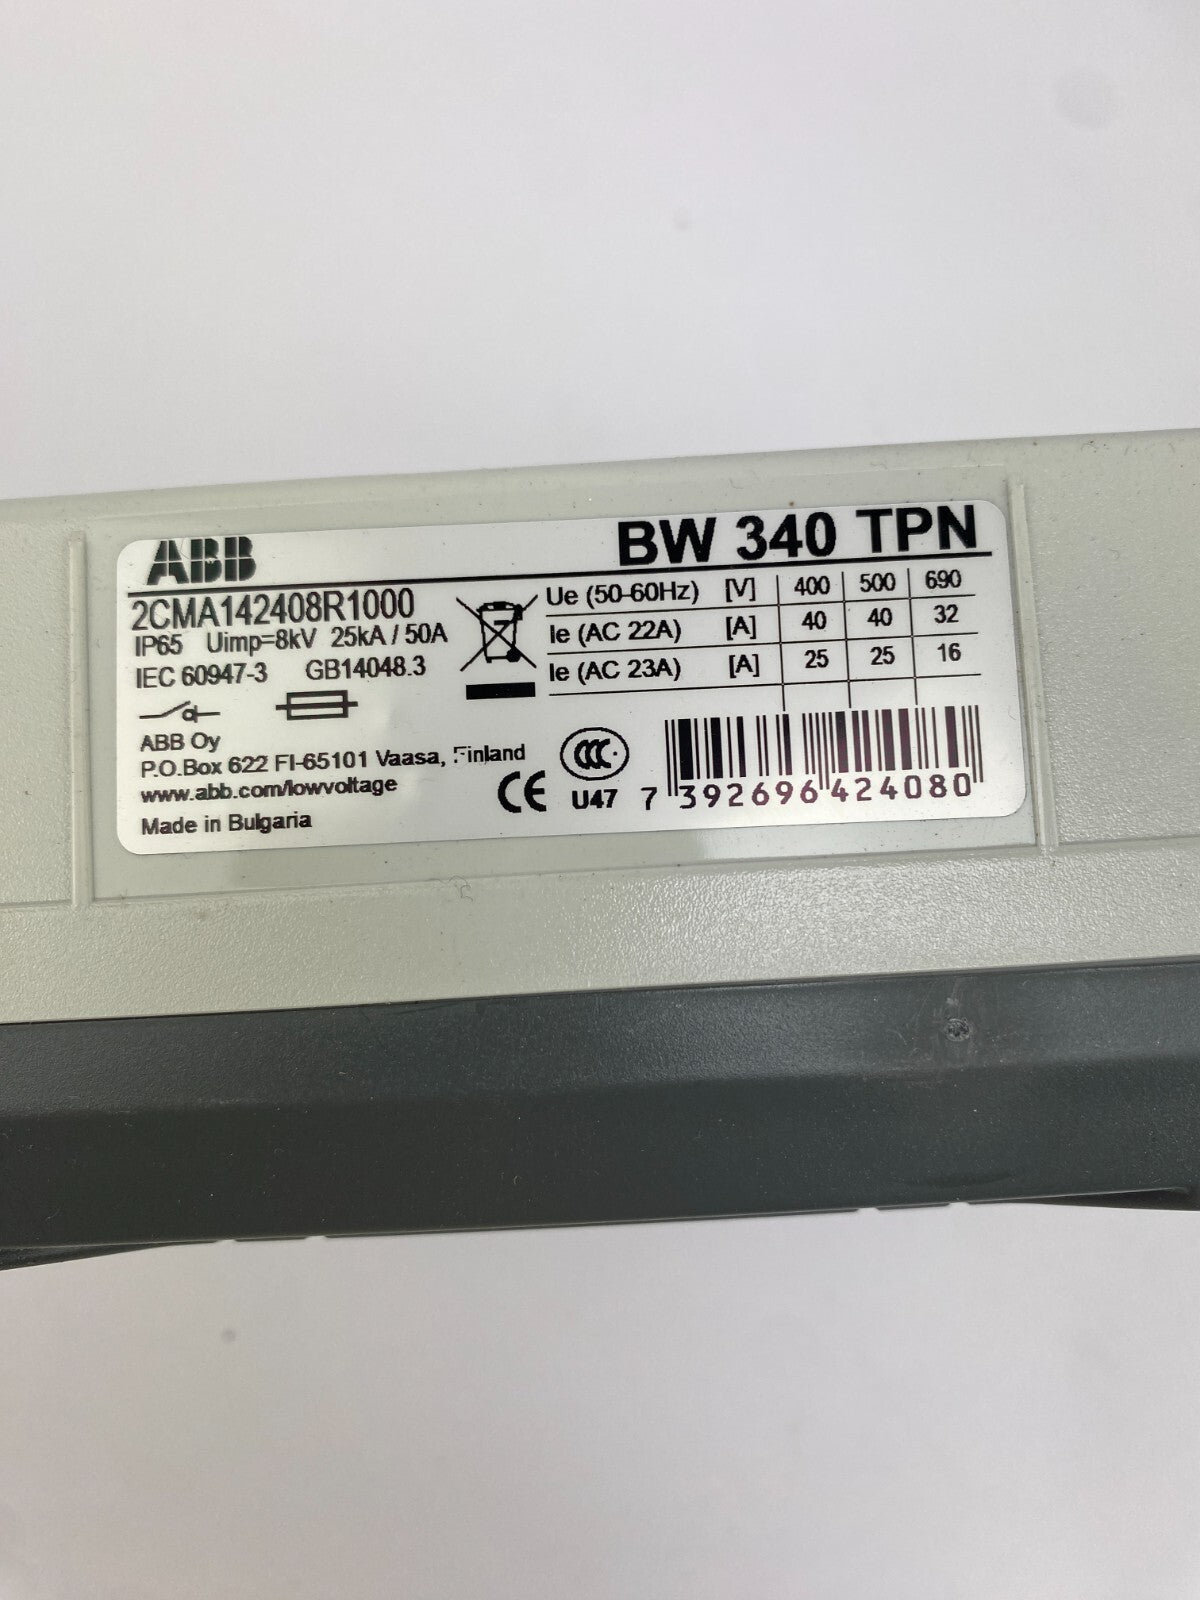 ABB BW 340 TPN
2CMA142408R1000
IP65 Uimp=8kV 25kA / 50A
IEC 60947-3 GB14048.3
Ue (50-60Hz) [V] 400 500 690
Ie (AC 22A) [A] 40 40 32
Ie (AC 23A) [A] 25 25 16
ABB Oy
P.O.Box 622 FI-65101 Vaasa, Finland
www.abb.com/lowvoltage
Made in Bulgaria
CE
CCC
U47
7 392696 424080